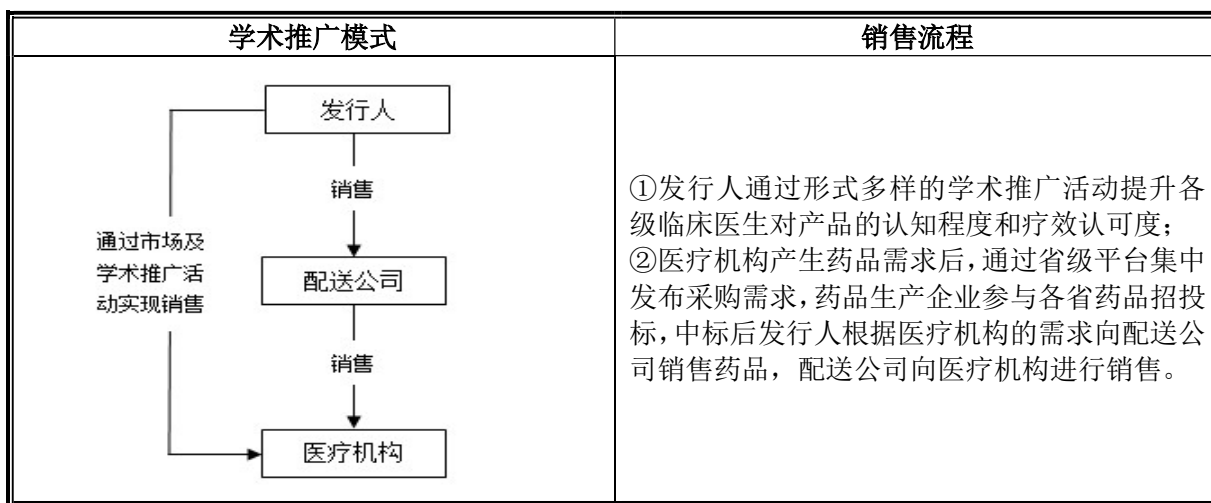 学术推广模式
销售流程
发行人
销售
通过市场及
学术推广活
动实现销售
配送公司
销售
医疗机构
①发行人通过形式多样的学术推广活动提升各
级临床医生对产品的认知程度和疗效认可度；
②医疗机构产生药品需求后，通过省级平台集中
发布采购需求，药品生产企业参与各省药品招投
标，中标后发行人根据医疗机构的需求向配送公
司销售药品，配送公司向医疗机构进行销售。